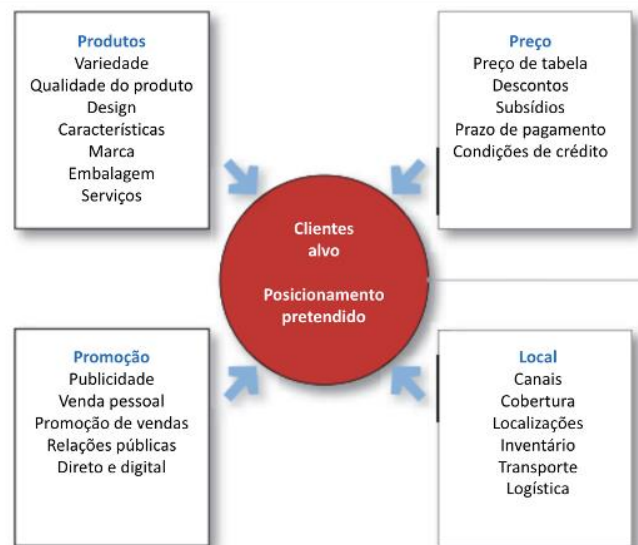 Produtos
Variedade
Qualidade do produto
Design
Características
Marca
Embalagem
Serviços
Preço
Preço de tabela
Descontos
Subsídios
Prazo de pagamento
Condições de crédito
Clientes
alvo
Posicionamento
pretendido
Promoção
Publicidade
Venda pessoal
Promoção de vendas
Relações públicas
Direto e digital
Local
Canais
Cobertura
Localizações
Inventário
Transporte
Logística